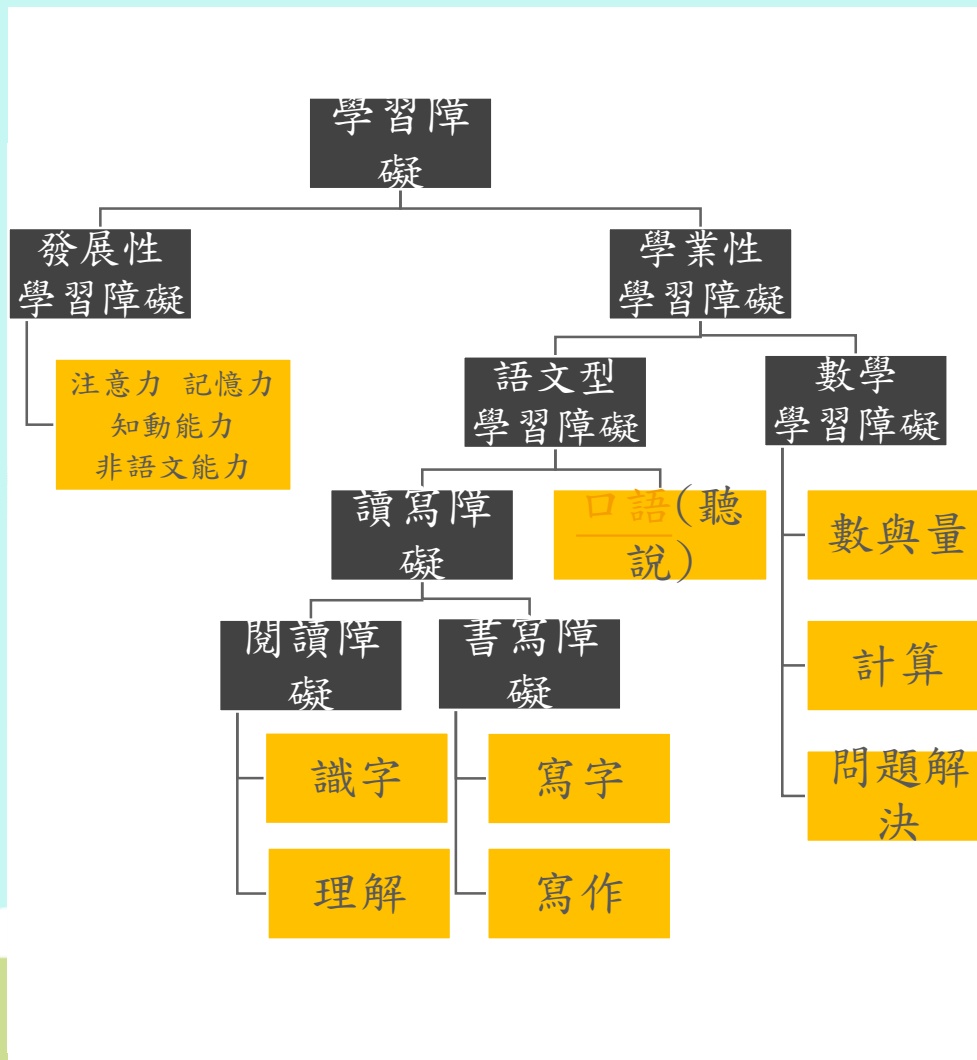 學習障
礙
發展性
學習障礙
學業性
學習障礙
注意力 記憶力
知動能力
非語文能力
語文型
學習障礙
數學
學習障礙
讀寫障
礙
口語(聽
說)
數與量
閱讀障
礙
書寫障
礙
計算
識字
寫字
問題解
決
理解
寫作